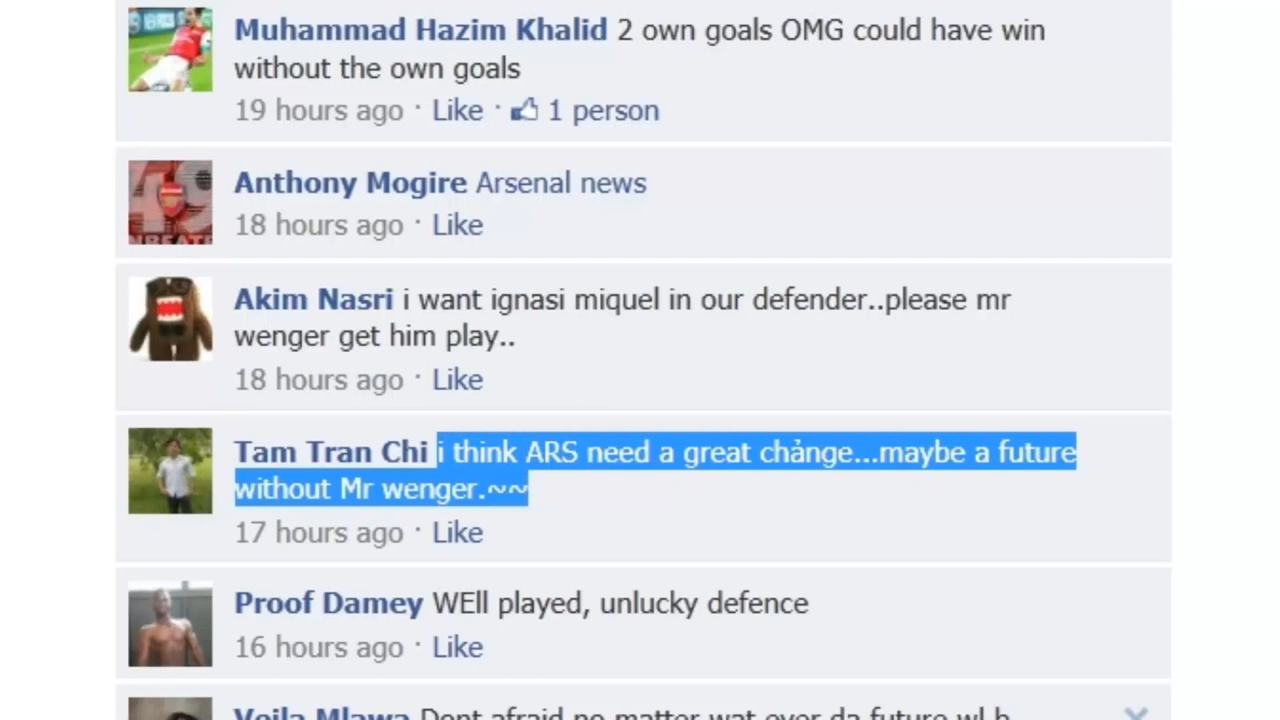 Muhammad Hazim Khalid 2 own goals OMG could have win
without the own goals
19 hours ago · Like · 1 person
49
Anthony Mogire Arsenal news
18 hours ago · Like
Akim Nasri i want ignasi miquel in our defender..please mr
wenger get him play..
18 hours ago · Like
Tam Tran Chi i think ARS need a great chảnge...maybe a future
without Mr wenger.~~
17 hours ago · Like
Proof Damey WEll played, unlucky defence
16 hours ago · Like
Voila Mlawa Dont afraid no matter wat ever da future wl b